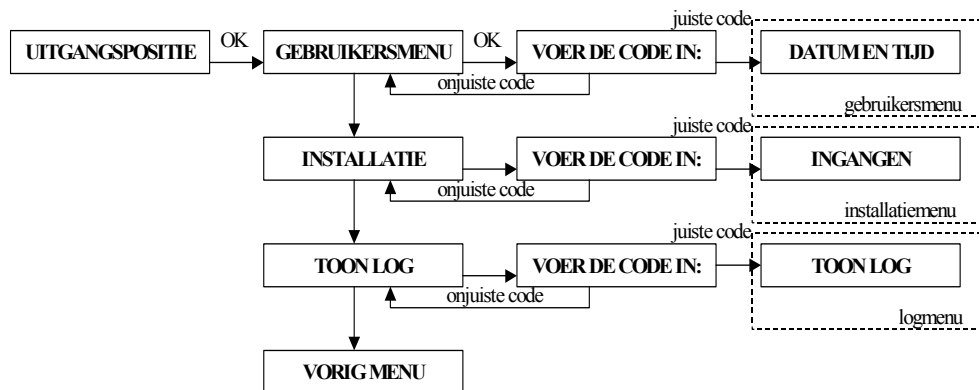 juiste code
UITGANGSPOSITIE OK GEBRUIKERSMENU OK VOER DE CODE IN: DATUM EN TIJD
onjuiste code
gebruikersmenu
juiste code
INSTALLATIE VOER DE CODE IN: INGANGEN
onjuiste code
installatiemenu
juiste code
TOON LOG VOER DE CODE IN: TOON LOG
onjuiste code
logmenu
VORIG MENU